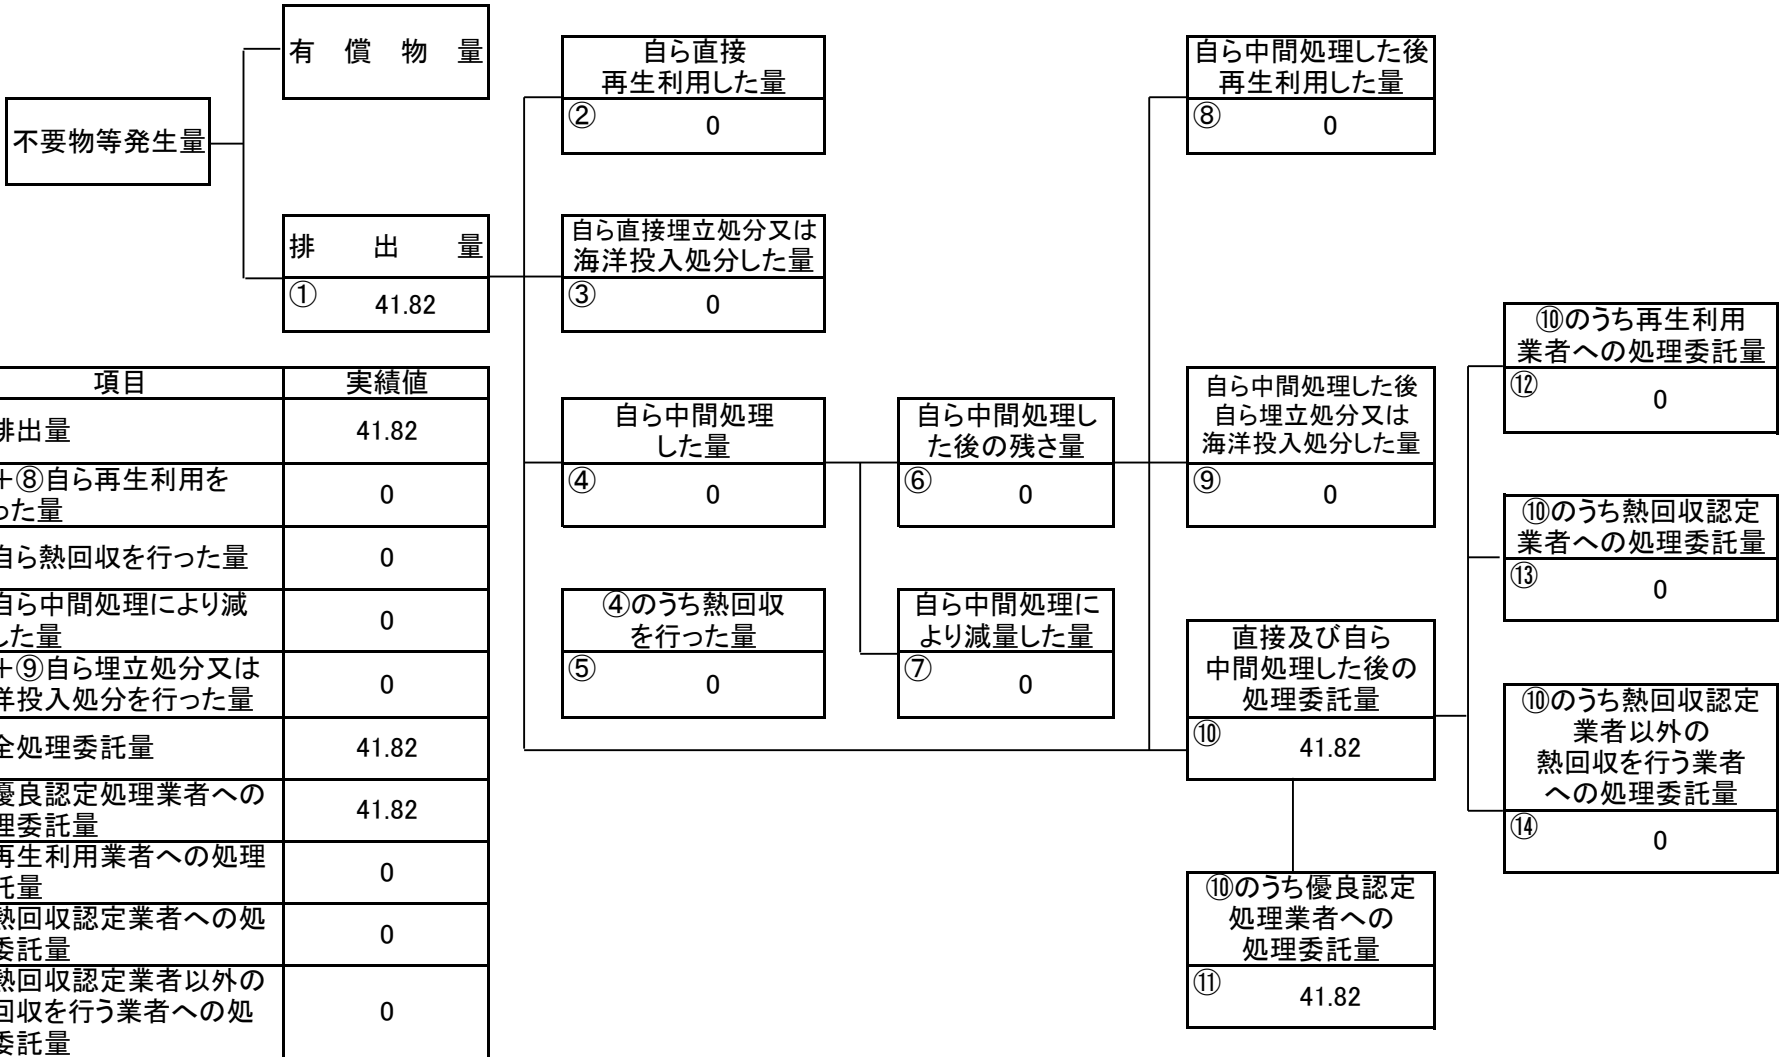 有 償 物 量
不要物等発生量
排 出 量
① 41.82
自ら直接
再生利用した量
② 0
自ら直接埋立処分又は
海洋投入処分した量
③ 0
自ら中間処理
した量
④ 0
④のうち熱回収
を行った量
⑤ 0
自ら中間処理し
た後の残さ量
⑥ 0
自ら中間処理に
より減量した量
⑦ 0
自ら中間処理した後
再生利用した量
⑧ 0
自ら中間処理した後
自ら埋立処分又は
海洋投入処分した量
⑨ 0
直接及び自ら
中間処理した後の
処理委託量
⑩ 41.82
⑩のうち優良認定
処理業者への
処理委託量
⑪ 41.82
⑩のうち再生利用
業者への処理委託量
⑫ 0
⑩のうち熱回収認定
業者への処理委託量
⑬ 0
⑩のうち熱回収認定
業者以外の
熱回収を行う業者
への処理委託量
⑭ 0
項目 実績値
排出量 41.82
+⑧自ら再生利用を
った量 0
自ら熱回収を行った量 0
自ら中間処理により減
した量 0
+⑨自ら埋立処分又は
洋投入処分を行った量 0
全処理委託量 41.82
優良認定処理業者への
理委託量 41.82
再生利用業者への処理
託量 0
熱回収認定業者への処
委託量 0
熱回収認定業者以外の
回収を行う業者への処
委託量 0